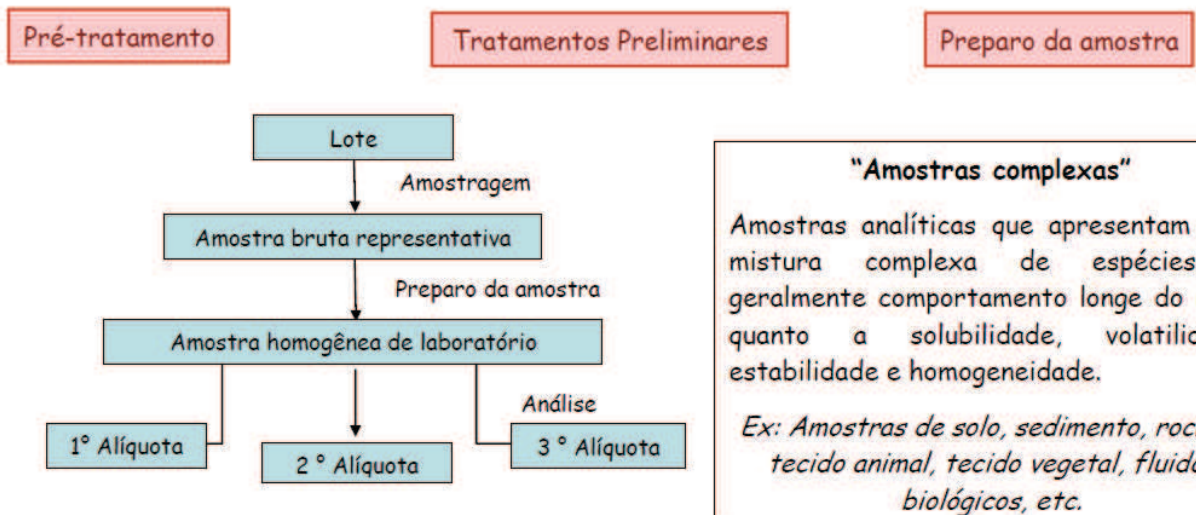 Pré-tratamento
Tratamentos Preliminares
Preparo da amostra
Lote
Amostragem
Amostra bruta representativa
Preparo da amostra
Amostra homogênea de laboratório
Análise
1° Alíquota
2 ° Alíquota
3 ° Alíquota
"Amostras complexas"
Amostras analíticas que apresentam
mistura complexa de espécies
geralmente comportamento longe do
quanto a solubilidade,
estabilidade e homogeneidade.
Ex: Amostras de solo, sedimento,
tecido animal, tecido vegetal,
biológicos, etc.